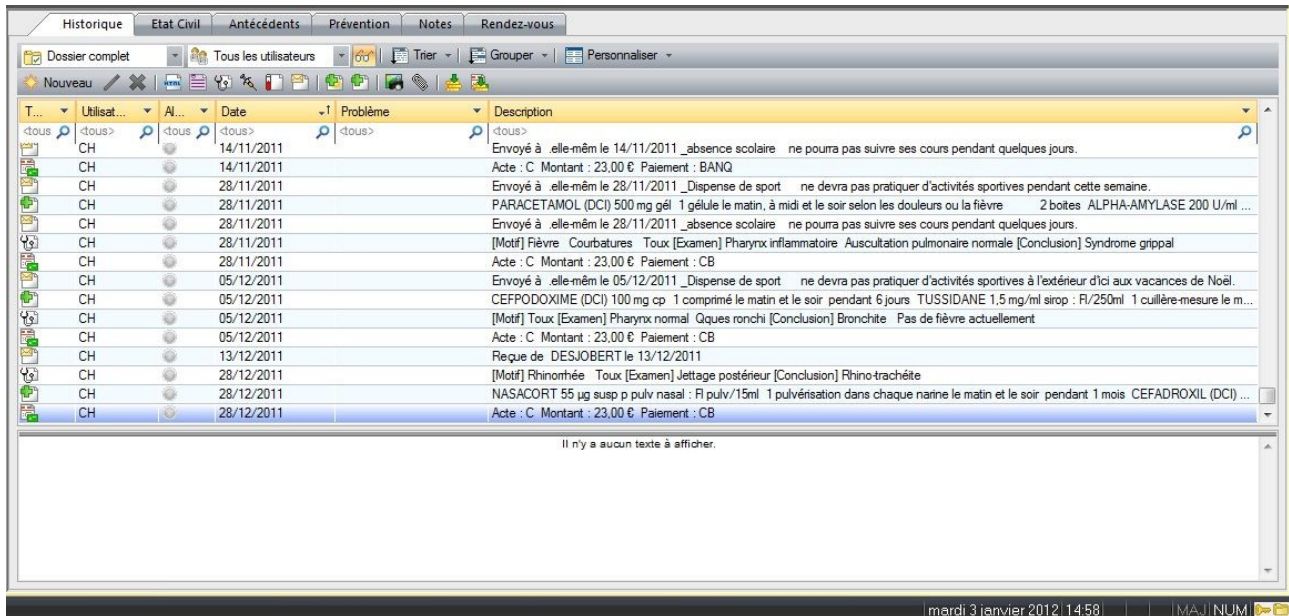 Historique Etat Civil Antécédents Prévention Notes Rendez-vous
Dossier complet Tous les utilisateurs Trier Grouper Personnaliser
Nouveau HTML
T... Utilisat... Al... Date Problème Description
<tous <tous> <tous <tous> <tous> <tous>
CH 14/11/2011 Envoyé à .elle-mêm le 14/11/2011 _absence scolaire ne pourra pas suivre ses cours pendant quelques jours.
CH 14/11/2011 Acte : C Montant : 23,00 € Paiement : BANQ
CH 28/11/2011 Envoyé à .elle-mêm le 28/11/2011 _Dispense de sport ne devra pas pratiquer d'activités sportives pendant cette semaine.
CH 28/11/2011 PARACETAMOL (DCI) 500 mg gél 1 gélule le matin, à midi et le soir selon les douleurs ou la fièvre 2 boites ALPHA-AMYLASE 200 U/ml ...
CH 28/11/2011 Envoyé à .elle-mêm le 28/11/2011 _absence scolaire ne pourra pas suivre ses cours pendant quelques jours.
CH 28/11/2011 [Motif] Fièvre Courbatures Toux [Examen] Pharynx inflammatoire Auscultation pulmonaire normale [Conclusion] Syndrome grippal
CH 28/11/2011 Acte : C Montant : 23,00 € Paiement : CB
CH 05/12/2011 Envoyé à .elle-mêm le 05/12/2011 _Dispense de sport ne devra pas pratiquer d'activités sportives à l'extérieur d'ici aux vacances de Noël.
CH 05/12/2011 CEFPODOXIME (DCI) 100 mg cp 1 comprimé le matin et le soir pendant 6 jours TUSSIDANE 1,5 mg/ml sirop : Fl/250ml 1 cuillère-mesure le m...
CH 05/12/2011 [Motif] Toux [Examen] Pharynx normal Qques ronchi [Conclusion] Bronchite Pas de fièvre actuellement
CH 05/12/2011 Acte : C Montant : 23,00 € Paiement : CB
CH 13/12/2011 Reçue de DESJOBERT le 13/12/2011
CH 28/12/2011 [Motif] Rhinorrhée Toux [Examen] Jettage postérieur [Conclusion] Rhino-trachéite
CH 28/12/2011 NASACORT 55 µg susp p pulv nasal : Fl pulv/15ml 1 pulvérisation dans chaque narine le matin et le soir pendant 1 mois CEFADROXIL (DCI) ...
CH 28/12/2011 Acte : C Montant : 23,00 € Paiement : CB
Il n'y a aucun texte à afficher.
mardi 3 janvier 2012 14:58 MAJ NUM